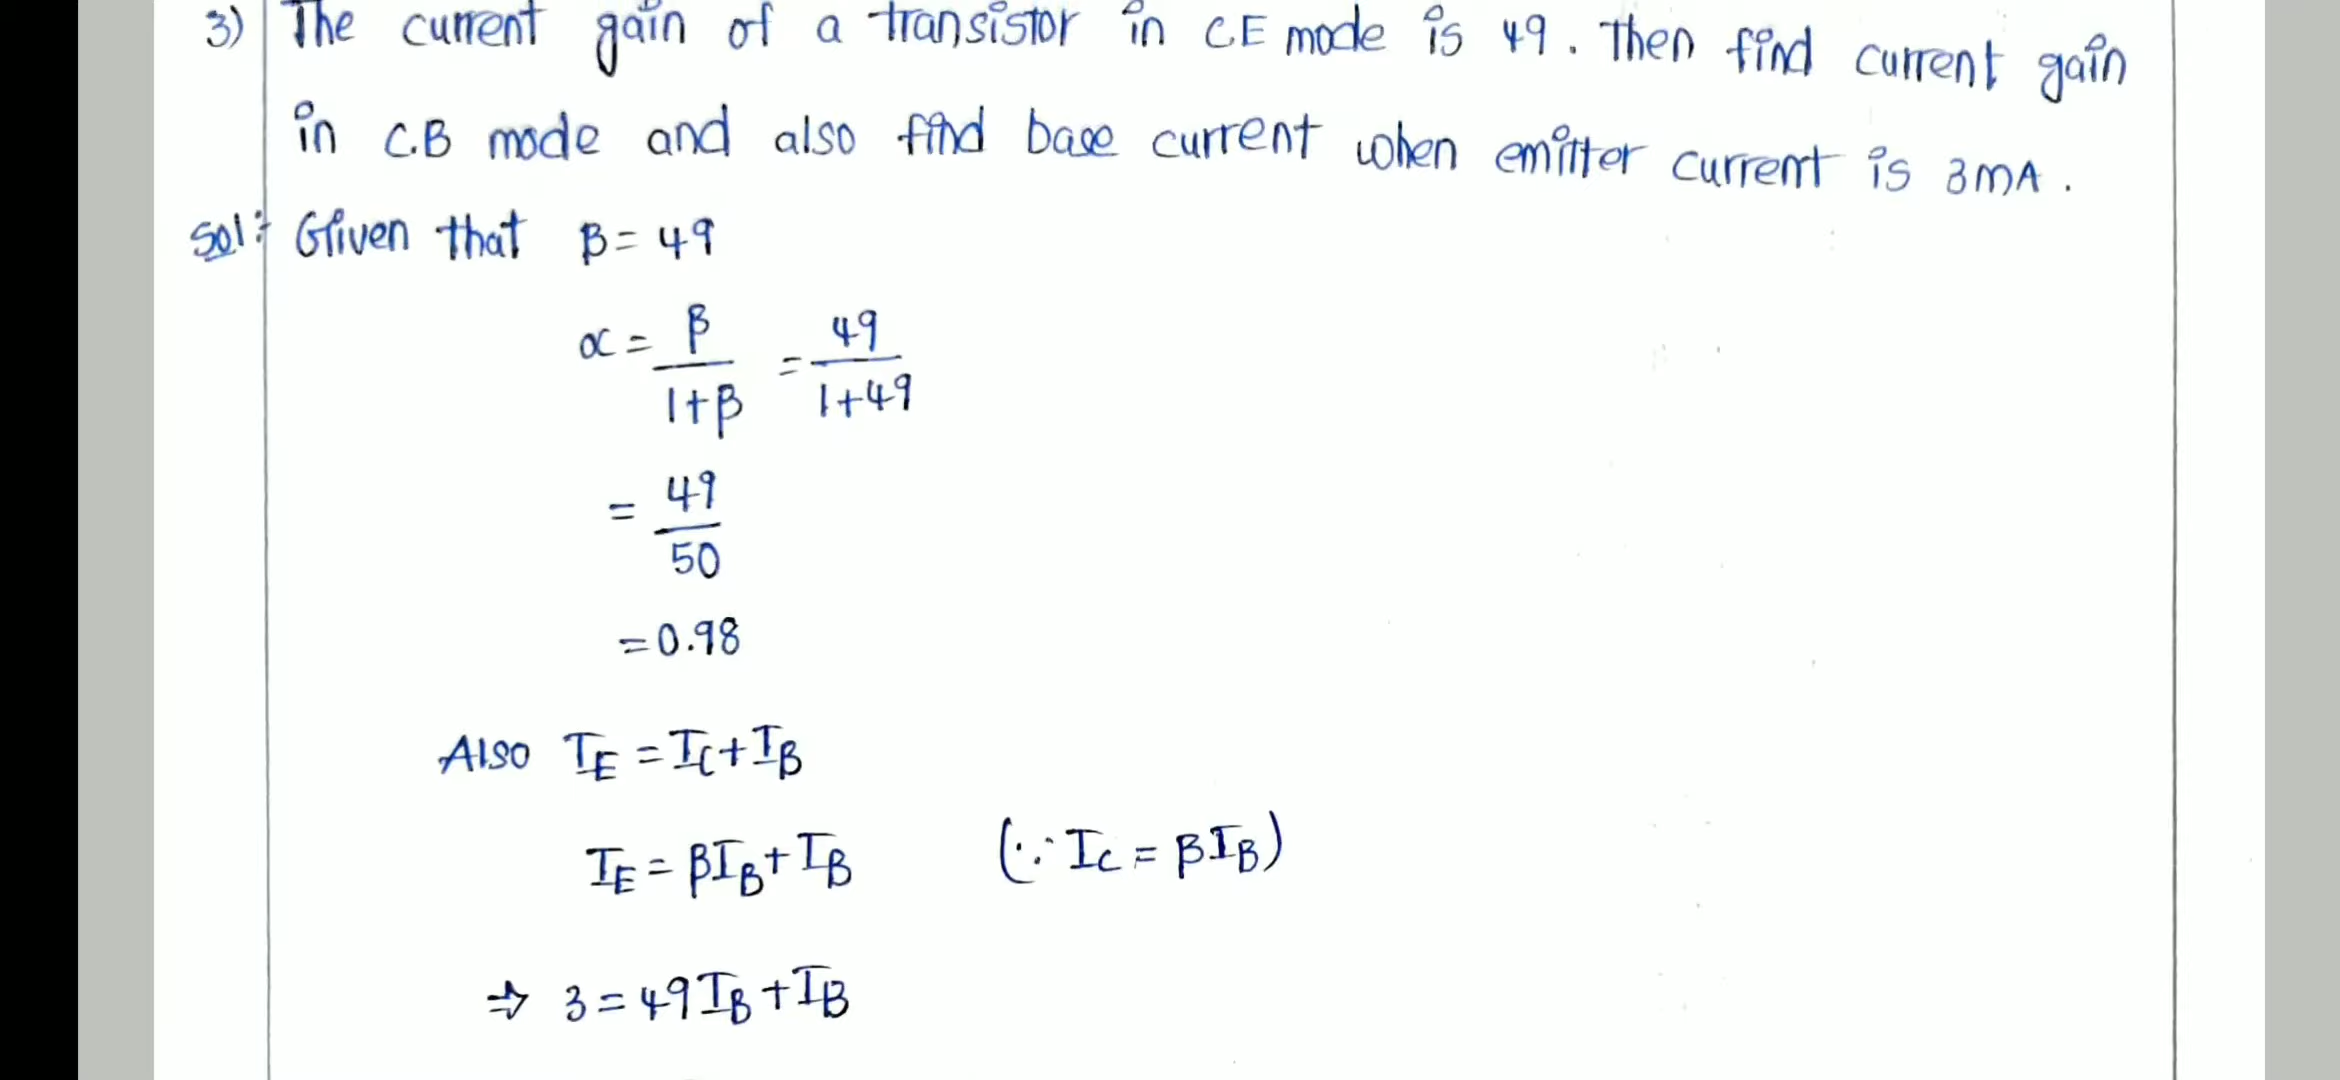 3) The current gain of a transistor in CE mode is 49. Then find current gain
in C.B mode and also find base current when emitter current is 3mA.
Sol: Given that β = 49
α = β/1+β = 49/1+49
= 49/50
= 0.98
Also IE = IC + IB
IE = βIB + IB (∵ IC = βIB)
⇒ 3 = 49IB + IB